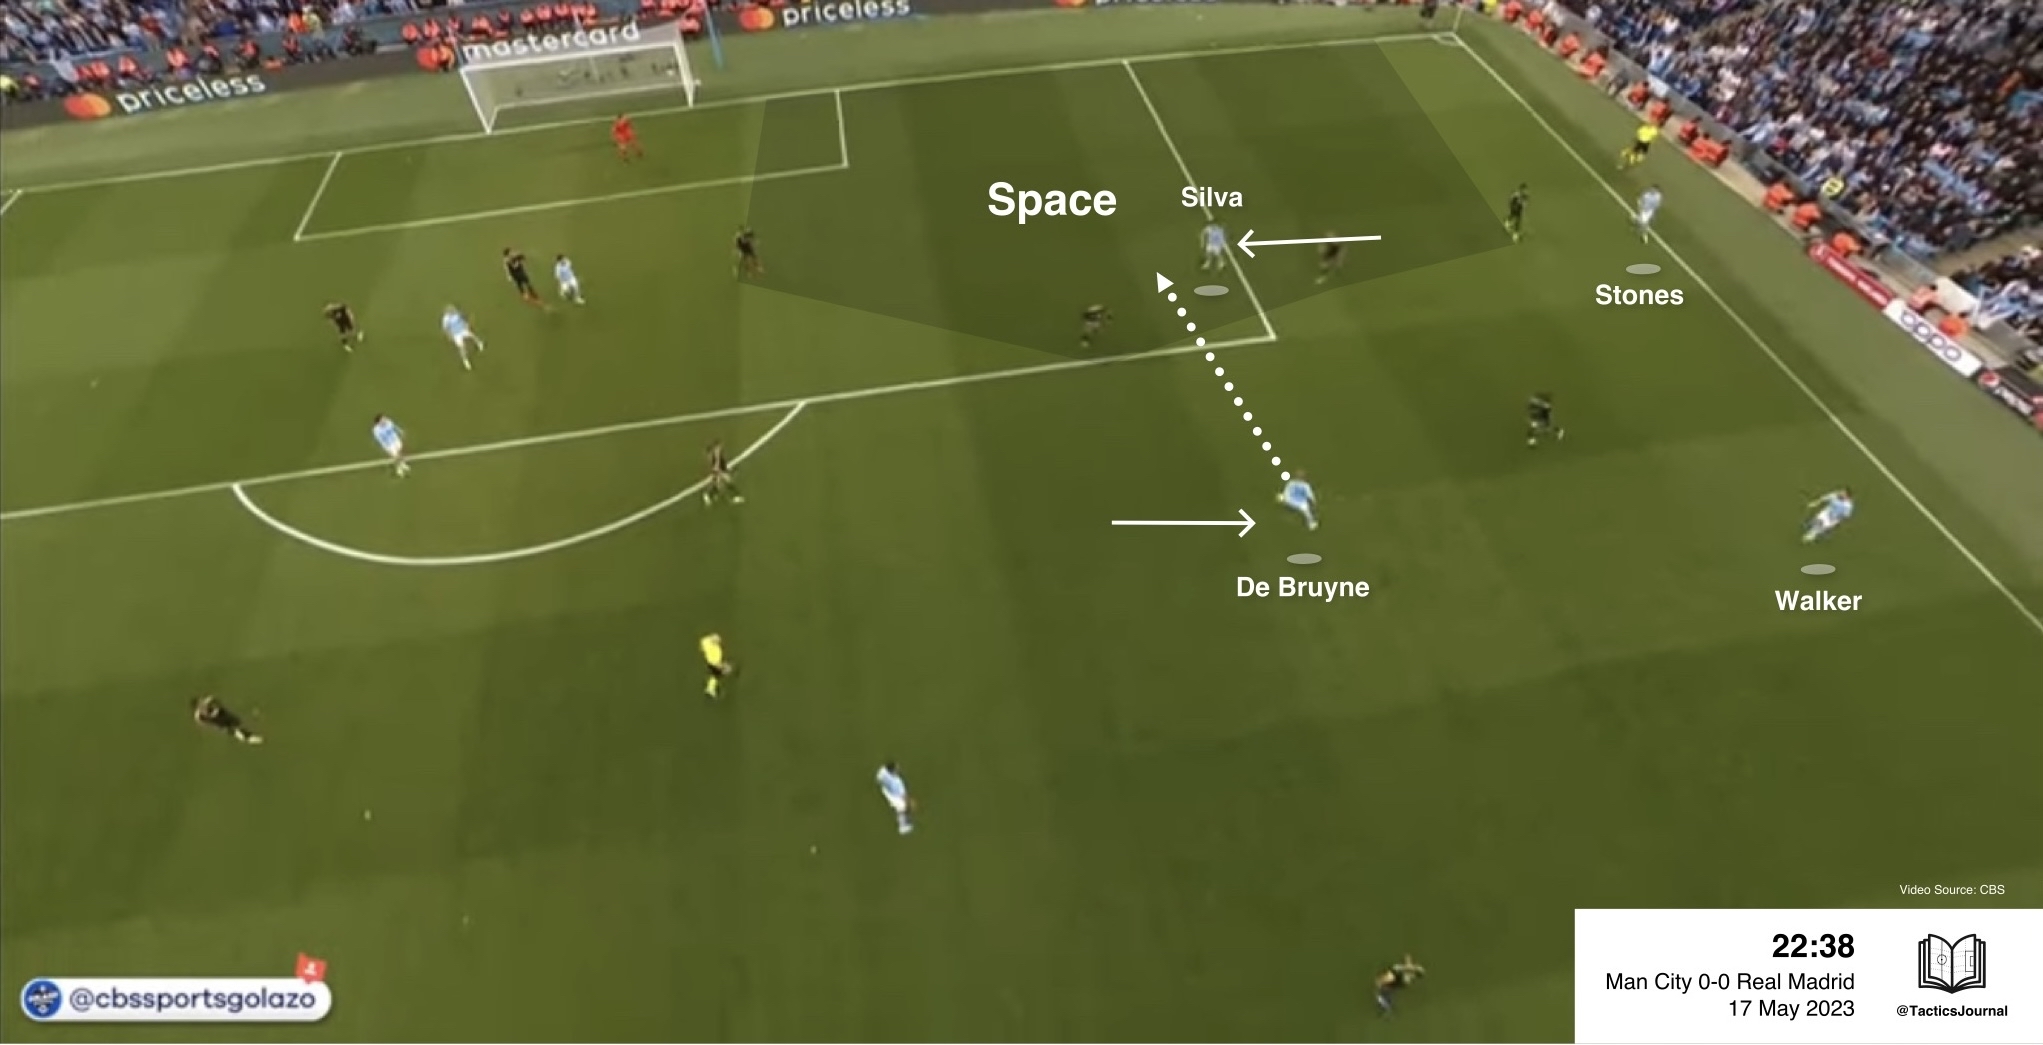 mastercard
priceless
priceless
Space
Silva
Stones
oppo
De Bruyne
Walker
Video Source: CBS
22:38
Man City 0-0 Real Madrid
17 May 2023
@TacticsJournal
@cbssportsgolazo